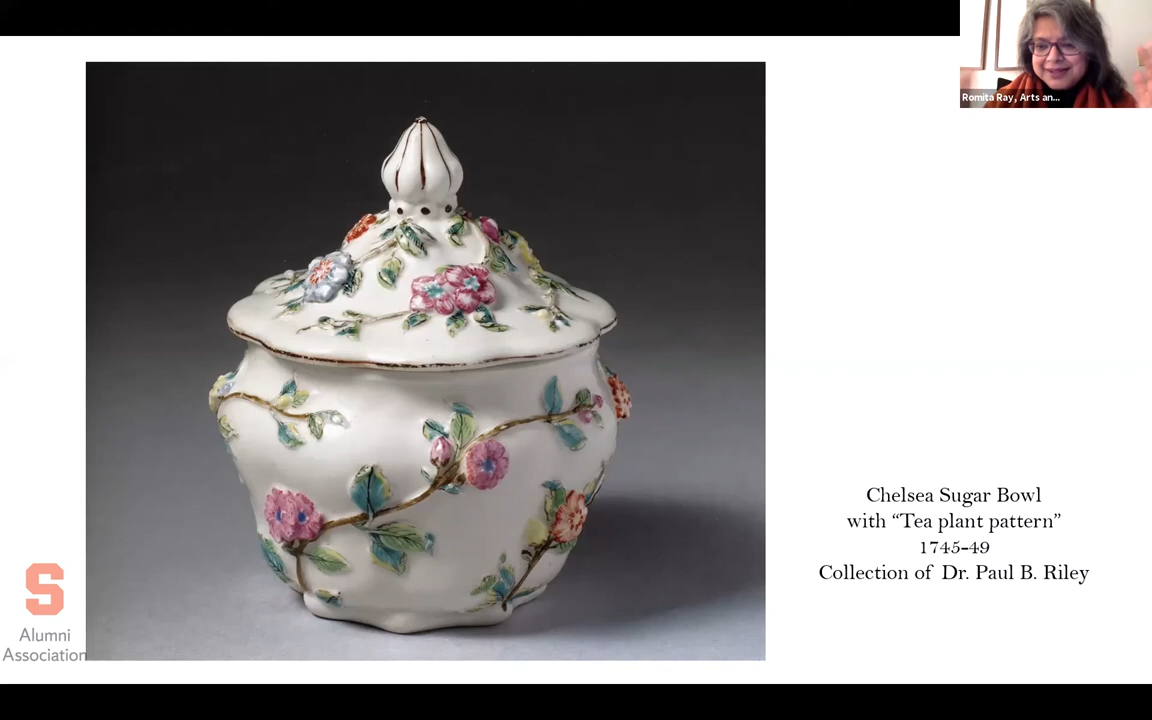 Romita Ray, Arts an...
Chelsea Sugar Bowl
with “Tea plant pattern”
1745-49
Collection of Dr. Paul B. Riley
S
Alumni
Association